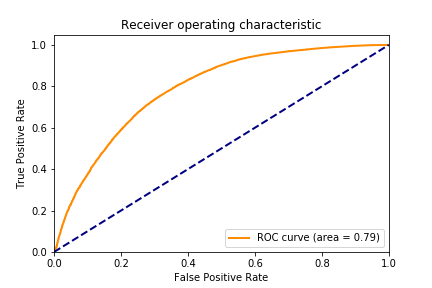 Receiver operating characteristic
1.0
0.8
0.6
0.4
0.2
0.0
True Positive Rate
ROC curve (area = 0.79)
0.0 0.2 0.4 0.6 0.8 1.0
False Positive Rate